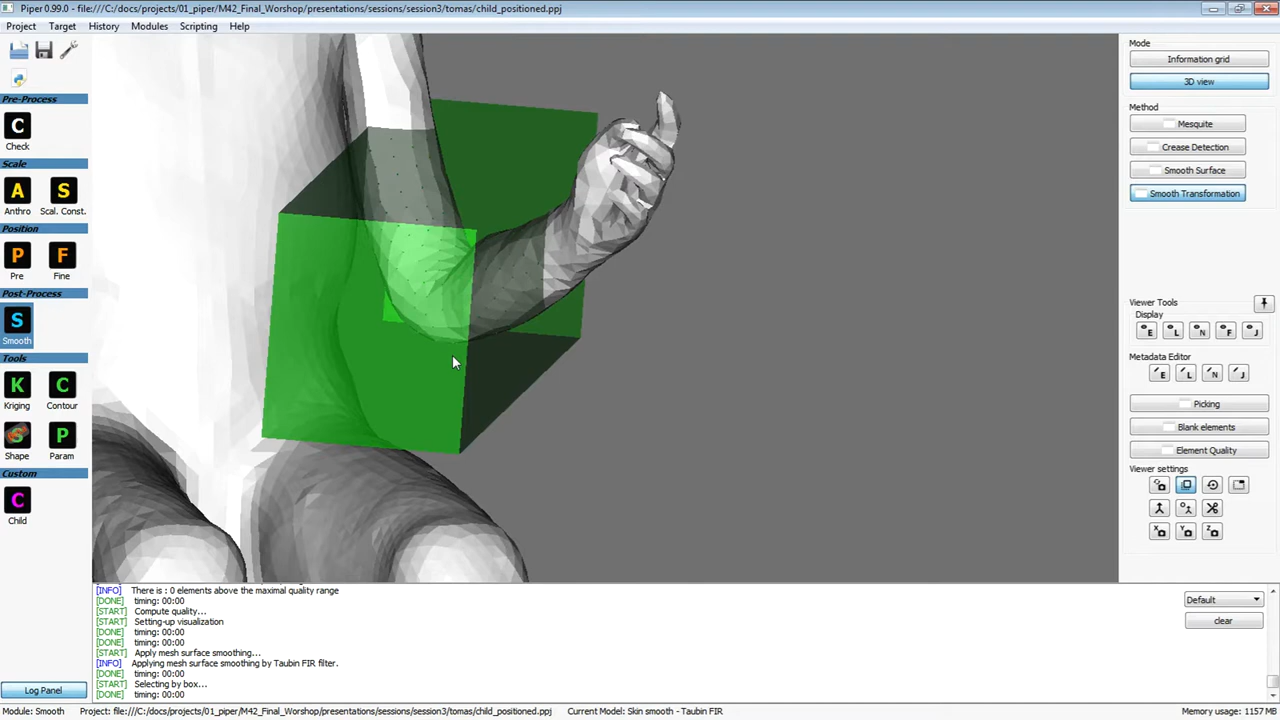 Piper 0.99.0 - file:///C:/docs/projects/01_piper/M42_Final_Worshop/presentations/sessions/session3/tomas/child_positioned.ppj
Project Target History Modules Scripting Help
Pre-Process
C
Check
Scale
A S
Anthro Scal. Const.
Position
P F
Pre Fine
Post-Process
S
Smooth
Tools
K C
Kriging Contour
S P
Shape Param
Custom
C
Child
Log Panel
Mode
Information grid
3D view
Method
Mesquite
Crease Detection
Smooth Surface
Smooth Transformation
Viewer Tools
Display
E L N F J
Metadata Editor
E L N J
Picking
Blank elements
Element Quality
Viewer settings
X Y Z
[INFO] There is : 0 elements above the maximal quality range
[DONE] timing: 00:00
[START] Compute quality...
[START] Setting-up visualization
[DONE] timing: 00:00
[DONE] timing: 00:00
[START] Apply mesh surface smoothing...
[INFO] Applying mesh surface smoothing by Taubin FIR filter.
[DONE] timing: 00:00
[START] Selecting by box...
[DONE] timing: 00:00
Default
clear
Module: Smooth Project: file:///C:/docs/projects/01_piper/M42_Final_Worshop/presentations/sessions/session3/tomas/child_positioned.ppj Current Model: Skin smooth - Taubin FIR Memory usage: 1157 MB